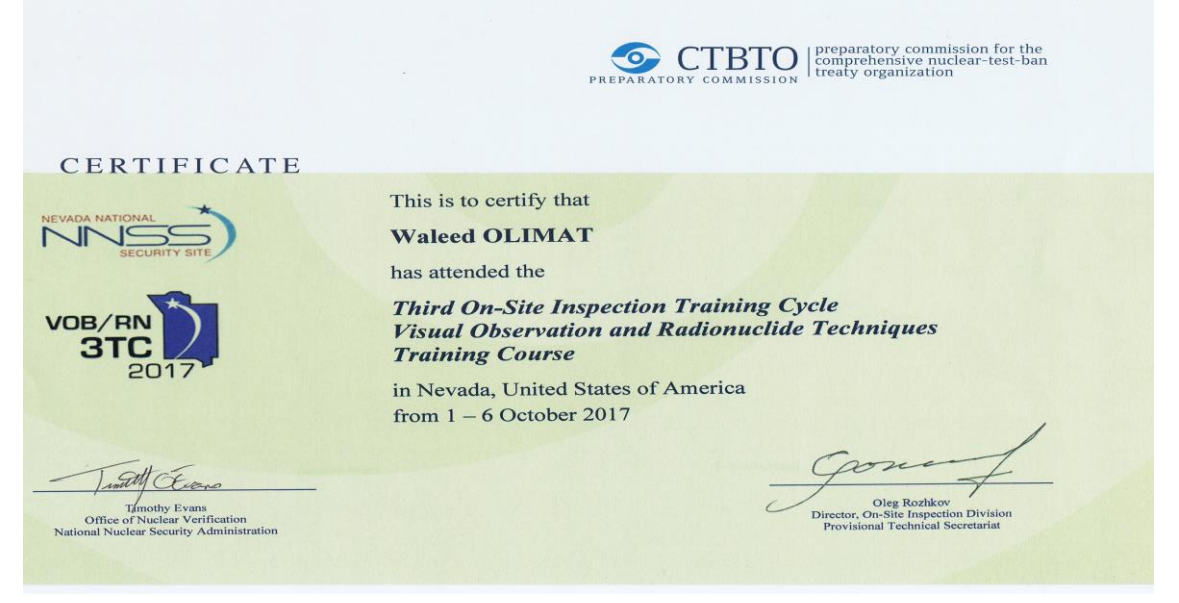 CTBTO
PREPARATORY COMMISSION
preparatory commission for the
comprehensive nuclear-test-ban
treaty organization
CERTIFICATE
NEVADA NATIONAL
NNSS
SECURITY SITE
VOB/RN
3TC
2017
This is to certify that
Waleed OLIMAT
has attended the
Third On-Site Inspection Training Cycle
Visual Observation and Radionuclide Techniques
Training Course
in Nevada, United States of America
from 1 – 6 October 2017
Timothy Evans
Timothy Evans
Office of Nuclear Verification
National Nuclear Security Administration
Oleg Rozhkov
Director, On-Site Inspection Division
Provisional Technical Secretariat